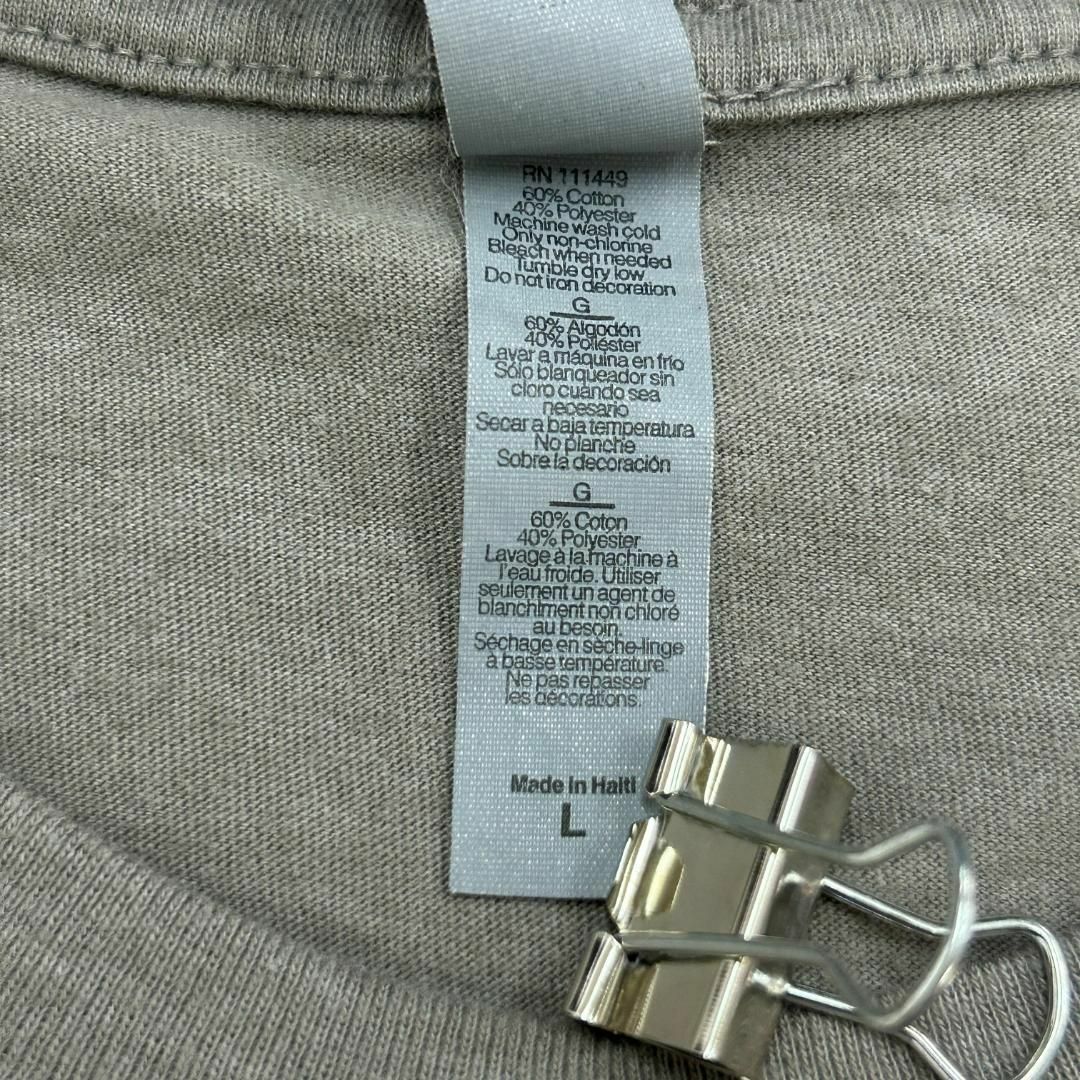 RN 111449
60% Cotton
40% Polyester
Machine wash cold
Only non-chlorine
Bleach when needed
Tumble dry low
Do not iron decoration
G
60% Algodón
40% Poliéster
Lavar a máquina en frío
Sólo blanqueador sin
cloro cuando sea
necesario
Secar a baja temperatura
No planche
Sobre la decoración
G
60% Coton
40% Polyester
Lavage à la machine à
l'eau froide. Utiliser
seulement un agent de
blanchiment non chloré
au besoin.
Séchage en sèche-linge
à basse température.
Ne pas repasser
les décorations.
Made in Haiti
L